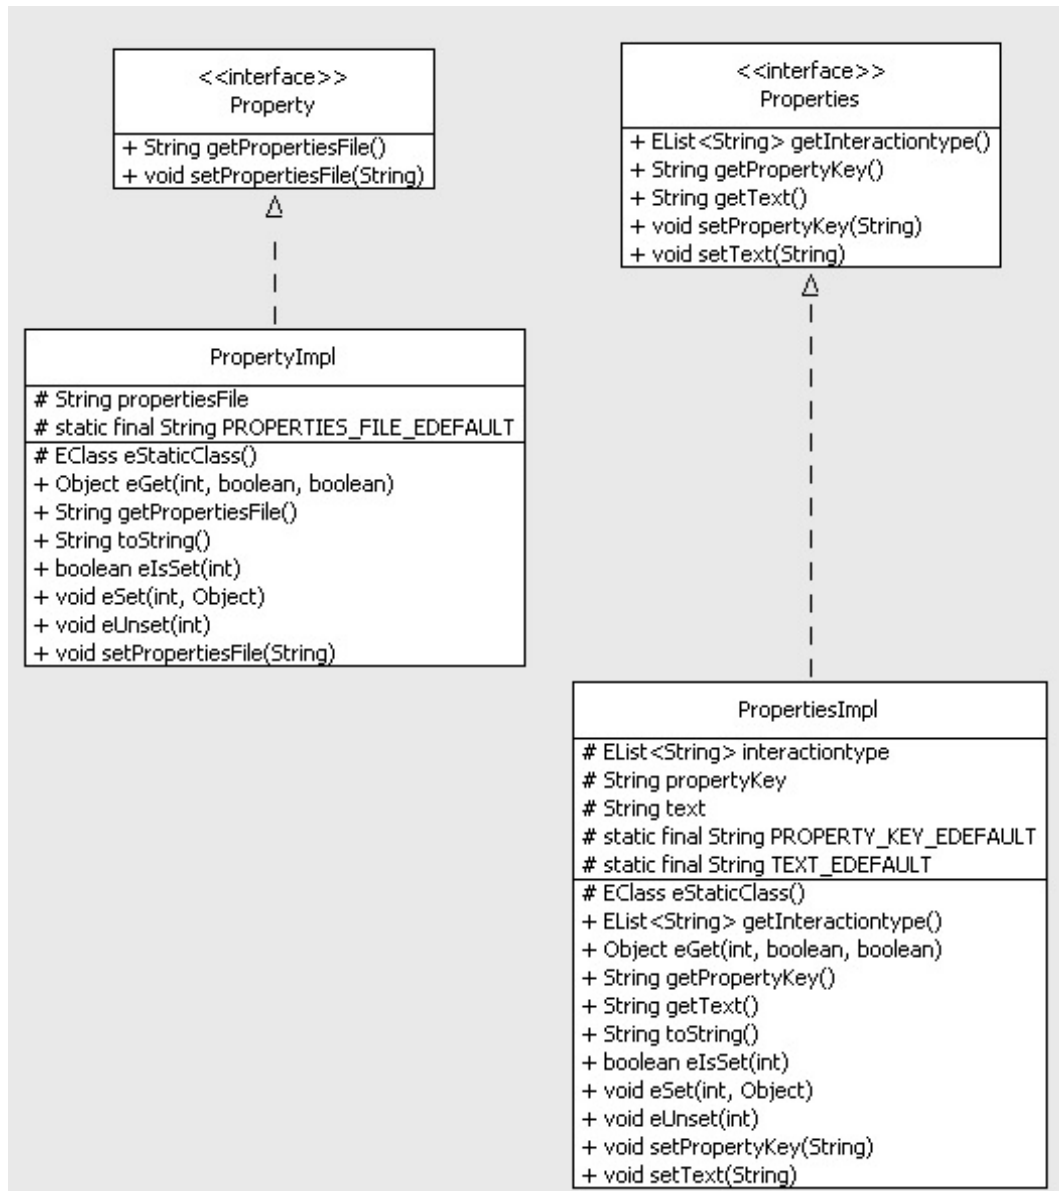 <<interface>>
Property
+ String getPropertiesFile()
+ void setPropertiesFile(String)
<<interface>>
Properties
+ EList<String> getInteractiontype()
+ String getPropertyKey()
+ String getText()
+ void setPropertyKey(String)
+ void setText(String)
PropertyImpl
# String propertiesFile
# static final String PROPERTIES_FILE_EDEFAULT
# EClass eStaticClass()
+ Object eGet(int, boolean, boolean)
+ String getPropertiesFile()
+ String toString()
+ boolean eIsSet(int)
+ void eSet(int, Object)
+ void eUnset(int)
+ void setPropertiesFile(String)
PropertiesImpl
# EList<String> interactiontype
# String propertyKey
# String text
# static final String PROPERTY_KEY_EDEFAULT
# static final String TEXT_EDEFAULT
# EClass eStaticClass()
+ EList<String> getInteractiontype()
+ Object eGet(int, boolean, boolean)
+ String getPropertyKey()
+ String getText()
+ String toString()
+ boolean eIsSet(int)
+ void eSet(int, Object)
+ void eUnset(int)
+ void setPropertyKey(String)
+ void setText(String)